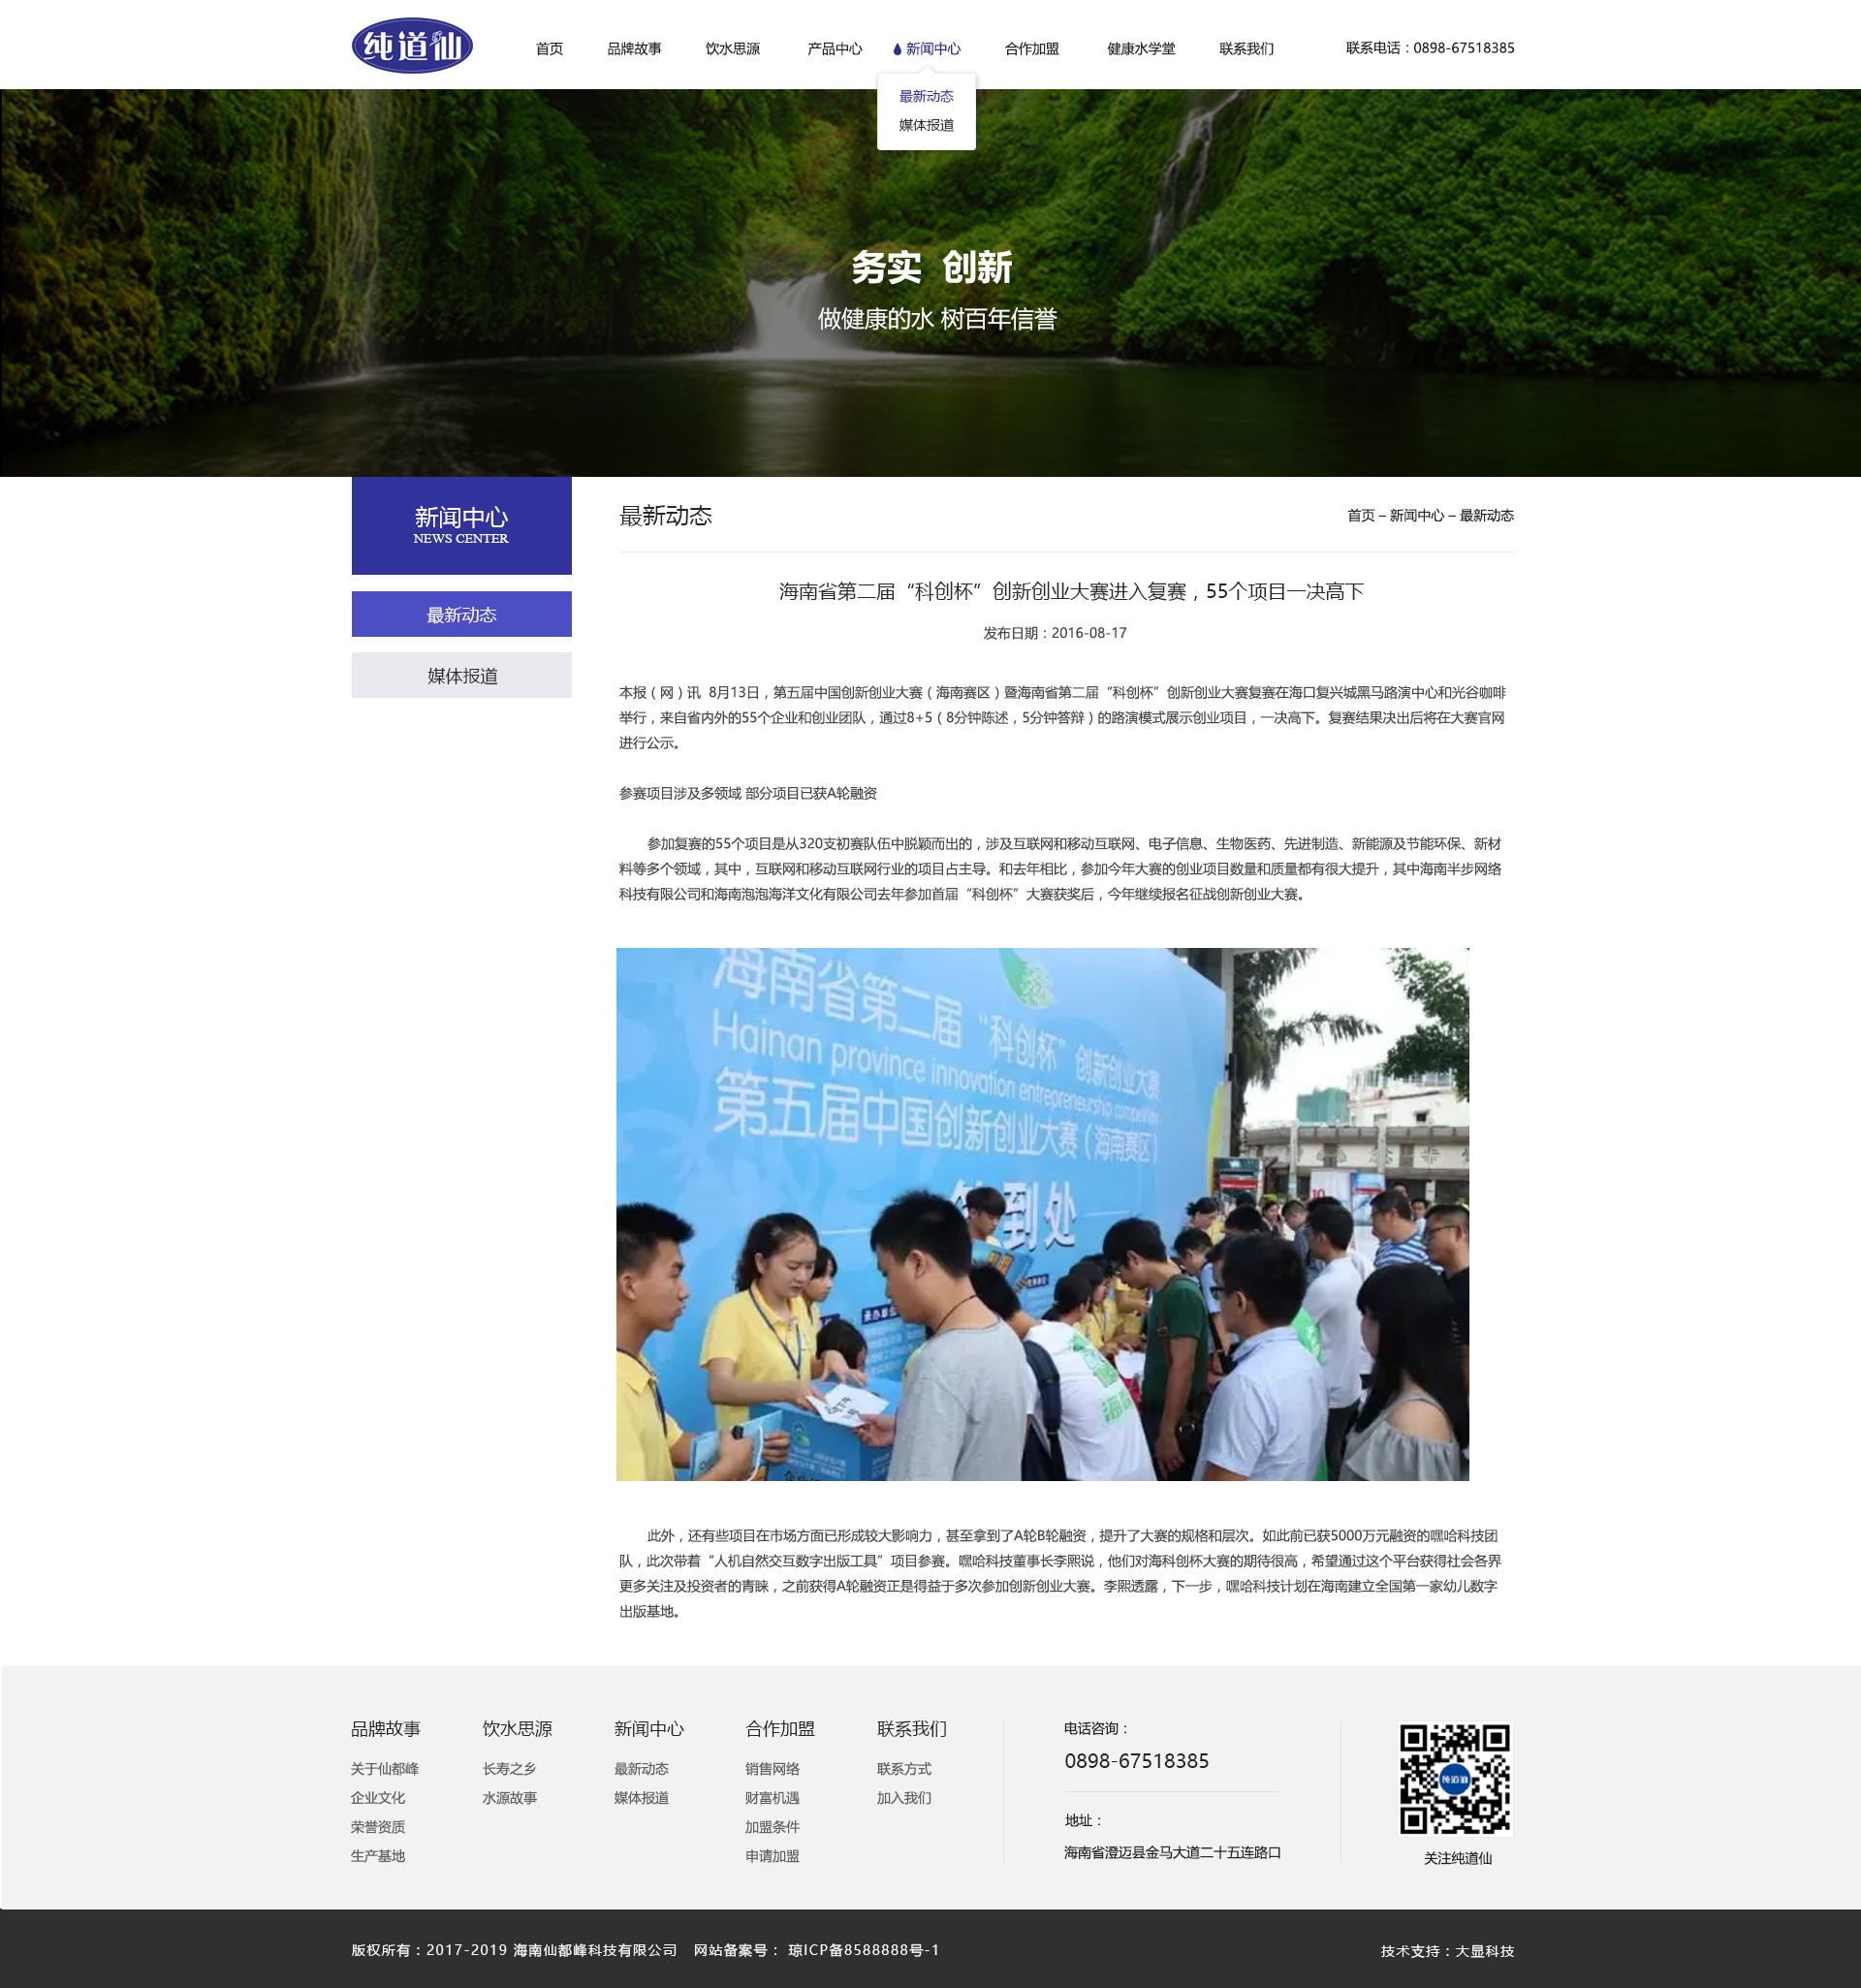 纯道仙
首页 品牌故事 饮水思源 产品中心 新闻中心 合作加盟 健康水学堂 联系我们 联系电话：0898-67518385
最新动态
媒体报道
务实 创新
做健康的水 树百年信誉
新闻中心
NEWS CENTER
最新动态
媒体报道
最新动态
首页 – 新闻中心 – 最新动态
海南省第二届“科创杯”创新创业大赛进入复赛，55个项目一决高下
发布日期：2016-08-17
本报（网）讯 8月13日，第五届中国创新创业大赛（海南赛区）暨海南省第二届“科创杯”创新创业大赛复赛在海口复兴城黑马路演中心和光谷咖啡
举行，来自省内外的55个企业和创业团队，通过8+5（8分钟陈述，5分钟答辩）的路演模式展示创业项目，一决高下。复赛结果决出后将在大赛官网
进行公示。
参赛项目涉及多领域 部分项目已获A轮融资
参加复赛的55个项目是从320支初赛队伍中脱颖而出的，涉及互联网和移动互联网、电子信息、生物医药、先进制造、新能源及节能环保、新材
料等多个领域，其中，互联网和移动互联网行业的项目占主导。和去年相比，参加今年大赛的创业项目数量和质量都有很大提升，其中海南半步网络
科技有限公司和海南泡泡海洋文化有限公司去年参加首届“科创杯”大赛获奖后，今年继续报名征战创新创业大赛。
海南省第二届“科创杯”创新创业大赛
Hainan province innovation entrepreneurship competition
第五届中国创新创业大赛（海南赛区）
签到处
此外，还有些项目在市场方面已形成较大影响力，甚至拿到了A轮B轮融资，提升了大赛的规格和层次。如此前已获5000万元融资的嘿哈科技团
队，此次带着“人机自然交互数字出版工具”项目参赛。嘿哈科技董事长李熙说，他们对海科创杯大赛的期待很高，希望通过这个平台获得社会各界
更多关注及投资者的青睐，之前获得A轮融资正是得益于多次参加创新创业大赛。李熙透露，下一步，嘿哈科技计划在海南建立全国第一家幼儿数字
出版基地。
品牌故事
关于仙都峰
企业文化
荣誉资质
生产基地
饮水思源
长寿之乡
水源故事
新闻中心
最新动态
媒体报道
合作加盟
销售网络
财富机遇
加盟条件
申请加盟
联系我们
联系方式
加入我们
电话咨询：
0898-67518385
地址：
海南省澄迈县金马大道二十五连路口
纯道仙
关注纯道仙
版权所有：2017-2019 海南仙都峰科技有限公司 网站备案号： 琼ICP备8588888号-1
技术支持：大显科技